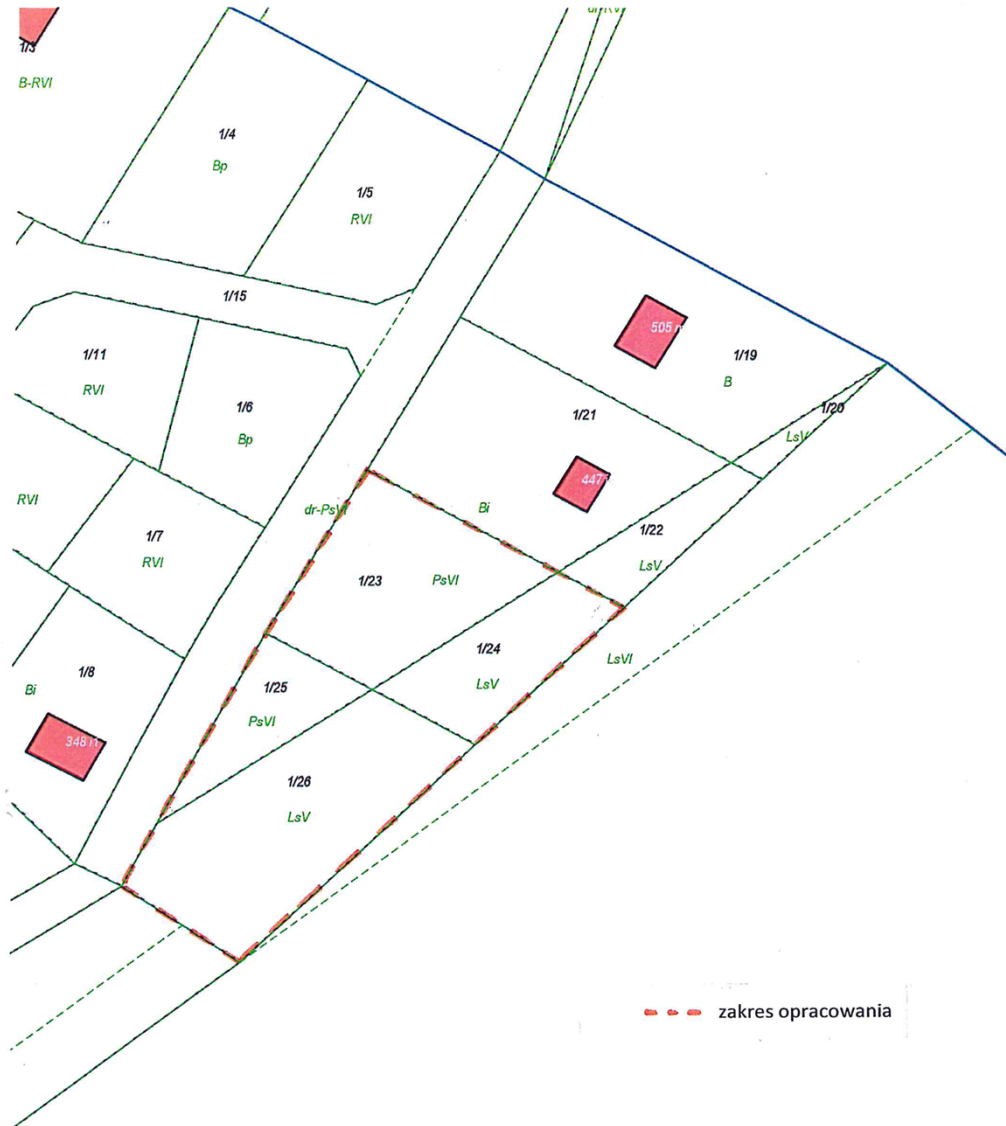 1/3
B-RVI
1/4
Bp
1/5
RVI
1/15
1/11
RVI
1/6
Bp
505
1/19
B
1/21
1/20
LsV
447
RVI
1/7
RVI
dr-PsVI
Bi
1/22
LsV
1/23
PsVI
1/24
LsV
LsVI
1/8
Bi
348
1/25
PsVI
1/26
LsV
zakres opracowania